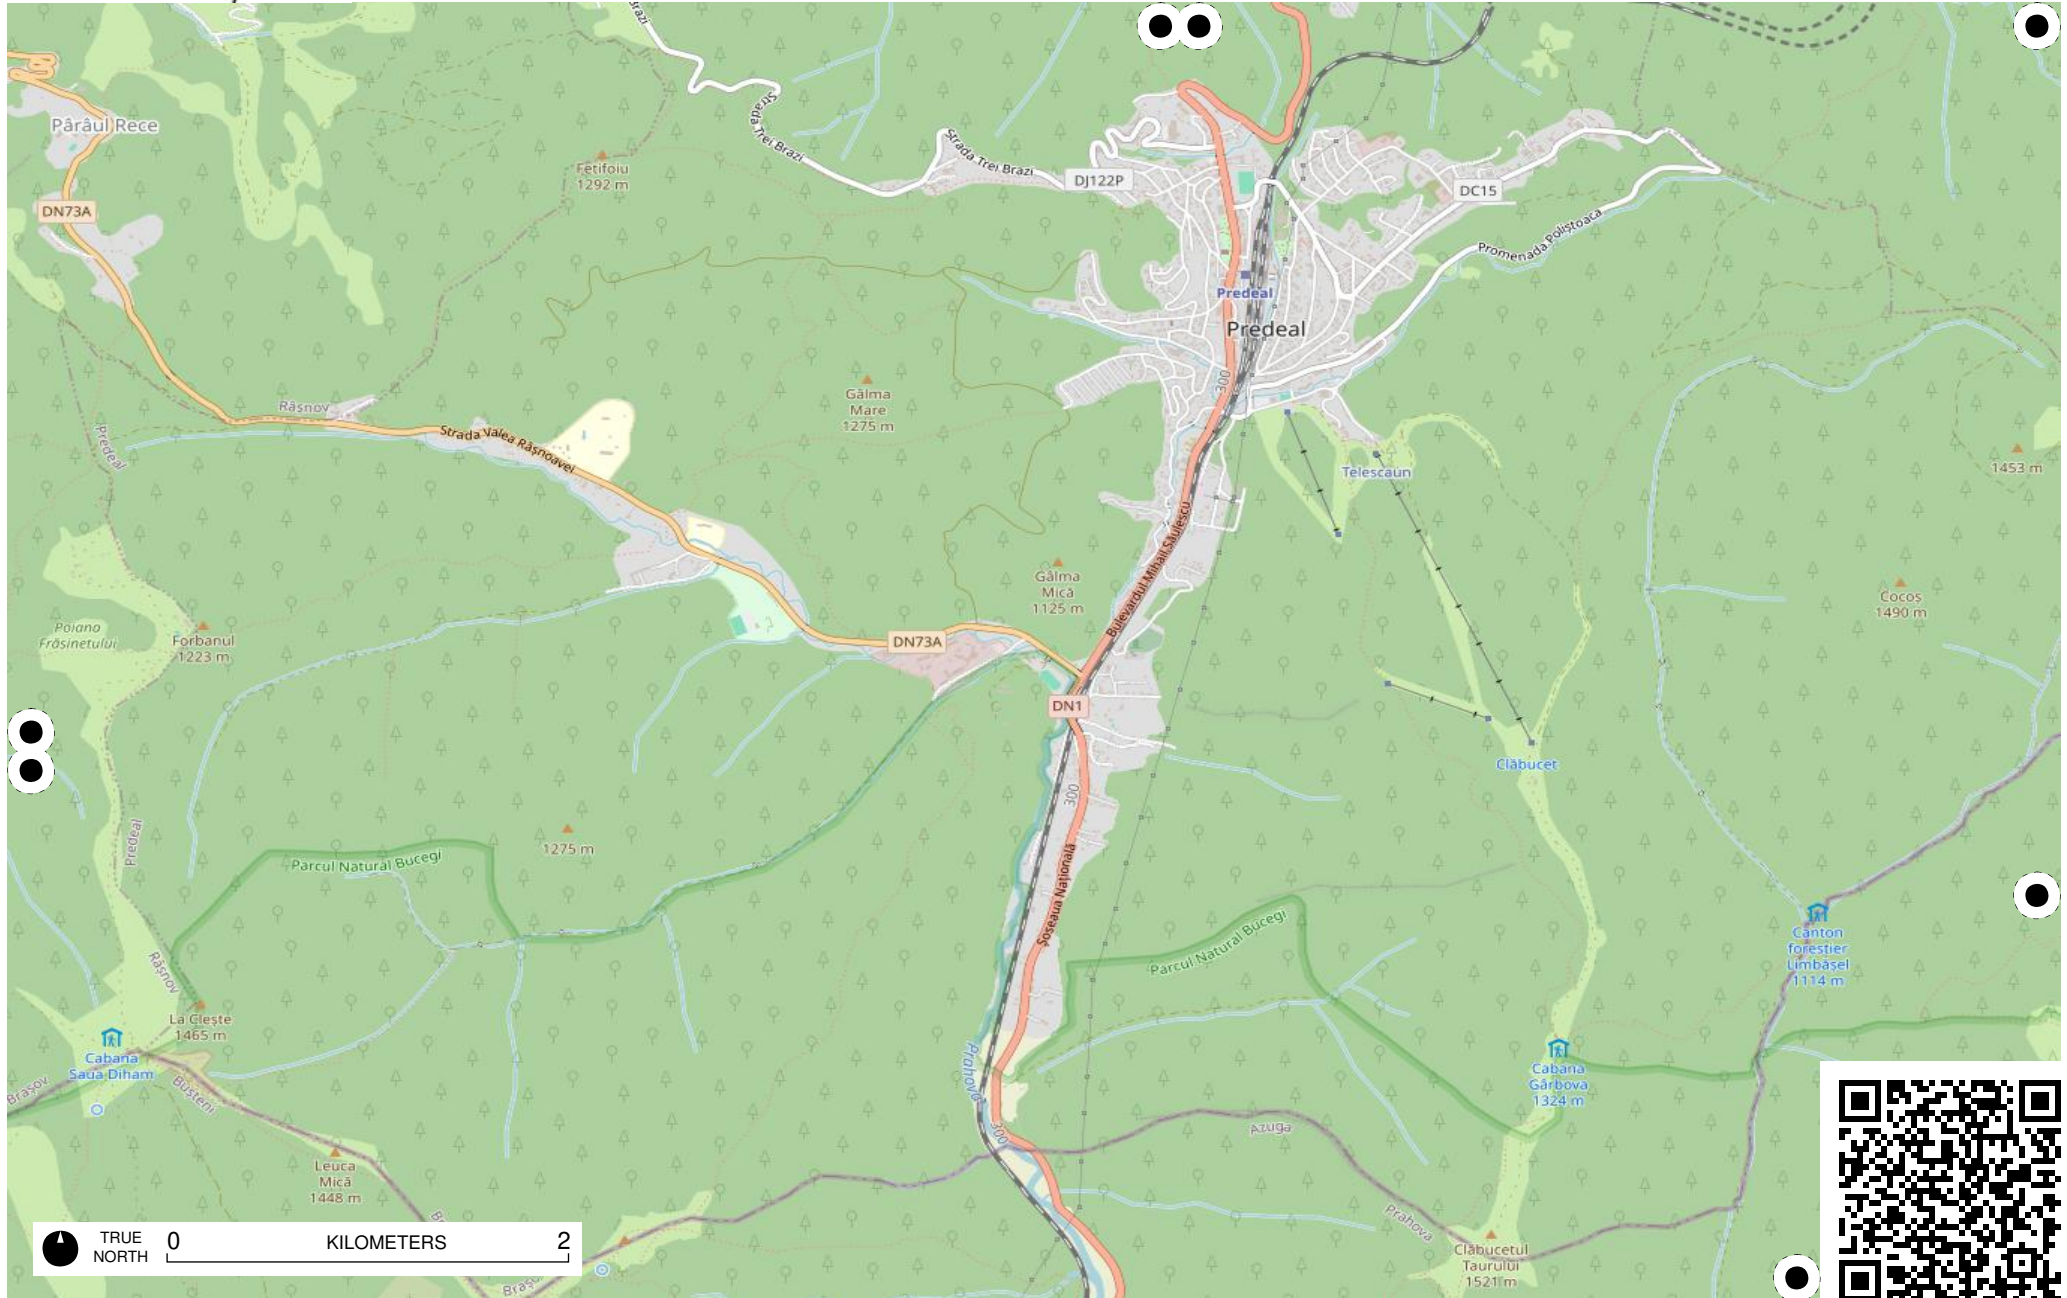 Brazi
Pârâul Rece
Strada Trei Brazi
Strada Trei Brazi
DJ122P
DC15
Fetifoiu
1292 m
DN73A
Promenada Poliștoaca
Predeal
Predeal
300
Gâlma
Mare
1275 m
Râșnov
Strada Valea Râșnoavei
Predeal
Telescaun
1453 m
Bulevardul Mihail Săulescu
Gâlma
Mică
1125 m
Cocoș
1490 m
Poiana
Frăsinetului
Forbanul
1223 m
DN73A
DN1
Clăbucet
300
Predeal
1275 m
Parcul Natural Bucegi
Șoseaua Națională
Parcul Natural Bucegi
Canton
forestier
Limbășel
1114 m
Râșnov
La Clește
1465 m
Cabana
Șaua Diham
Brașov
Bușteni
Prahova
Cabana
Gârbova
1324 m
300
Azuga
Leuca
Mică
1448 m
Prahova
Clăbucetul
Taurului
1521 m
TRUE
NORTH
0 KILOMETERS 2